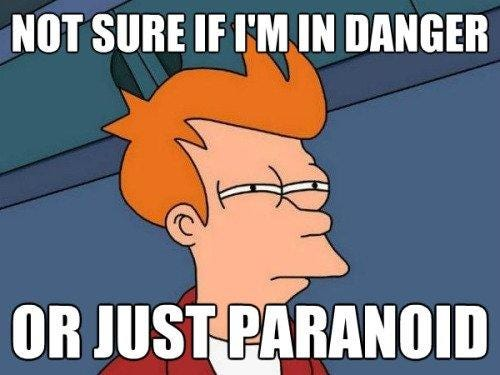 NOT SURE IF I'M IN DANGER
OR JUST PARANOID